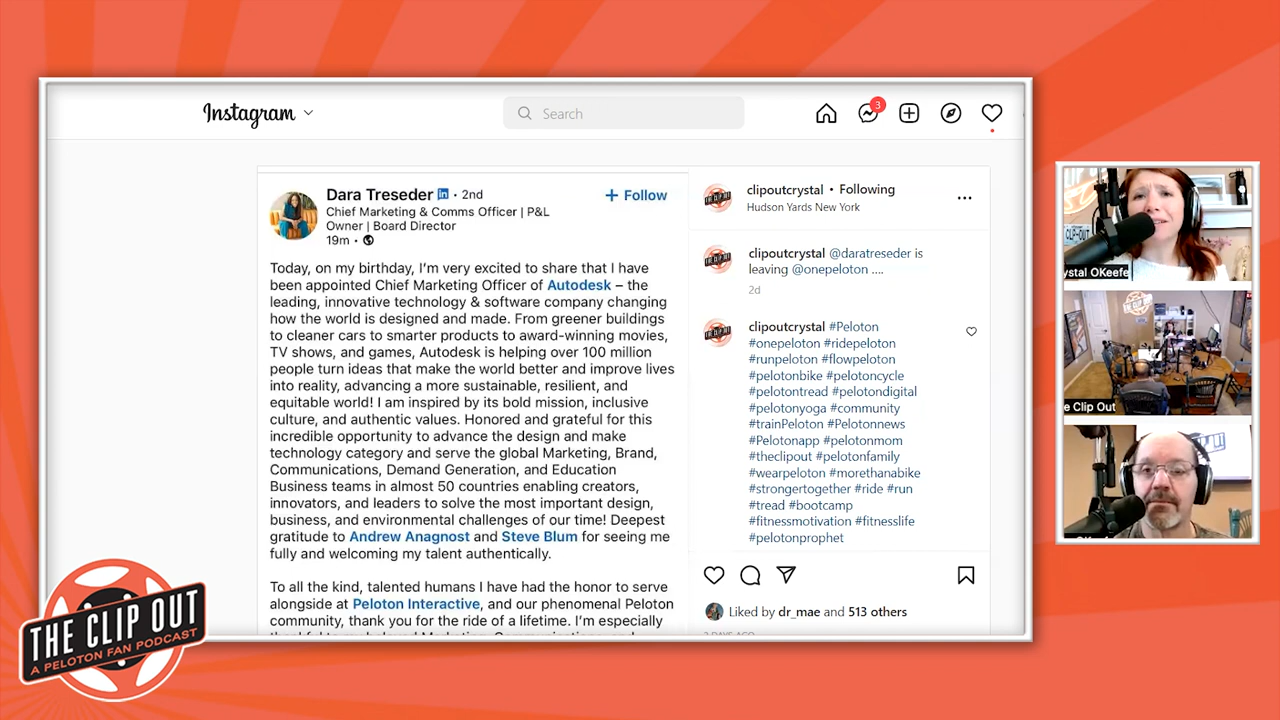 Instagram
Search
3
Dara Treseder in • 2nd
+ Follow
Chief Marketing & Comms Officer | P&L
Owner | Board Director
19m •
Today, on my birthday, I'm very excited to share that I have
been appointed Chief Marketing Officer of Autodesk – the
leading, innovative technology & software company changing
how the world is designed and made. From greener buildings
to cleaner cars to smarter products to award-winning movies,
TV shows, and games, Autodesk is helping over 100 million
people turn ideas that make the world better and improve lives
into reality, advancing a more sustainable, resilient, and
equitable world! I am inspired by its bold mission, inclusive
culture, and authentic values. Honored and grateful for this
incredible opportunity to advance the design and make
technology category and serve the global Marketing, Brand,
Communications, Demand Generation, and Education
Business teams in almost 50 countries enabling creators,
innovators, and leaders to solve the most important design,
business, and environmental challenges of our time! Deepest
gratitude to Andrew Anagnost and Steve Blum for seeing me
fully and welcoming my talent authentically.
To all the kind, talented humans I have had the honor to serve
alongside at Peloton Interactive, and our phenomenal Peloton
community, thank you for the ride of a lifetime. I'm especially
clipoutcrystal • Following
Hudson Yards New York
clipoutcrystal @daratreseder is
leaving @onepeloton ....
2d
clipoutcrystal #Peloton
#onepeloton #ridepeloton
#runpeloton #flowpeloton
#pelotonbike #pelotoncycle
#pelotontread #pelotondigital
#pelotonyoga #community
#trainPeloton #Pelotonnews
#Pelotonapp #pelotonmom
#theclipout #pelotonfamily
#wearpeloton #morethanabike
#strongertogether #ride #run
#tread #bootcamp
#fitnessmotivation #fitnesslife
#pelotonprophet
Liked by dr_mae and 513 others
2 DAYS AGO
CLIP-OUT
ystal OKeefe
e Clip Out
THE CLIP OUT
A PELOTON FAN PODCAST